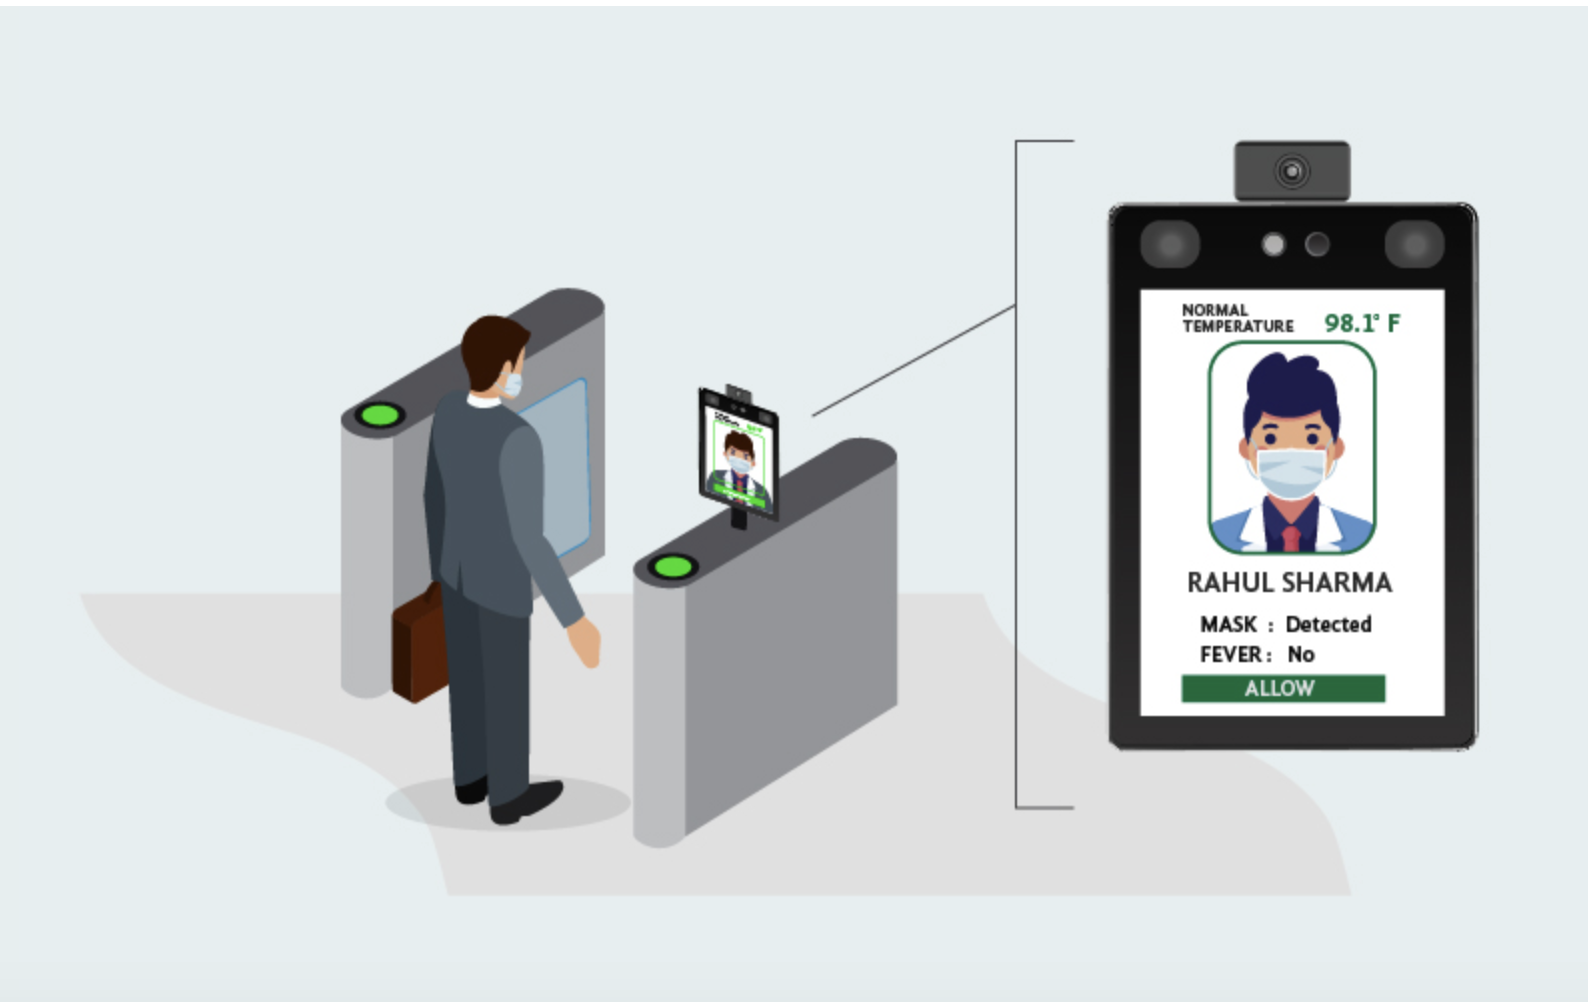 NORMAL
TEMPERATURE 98.1° F
RAHUL SHARMA
MASK : Detected
FEVER : No
ALLOW